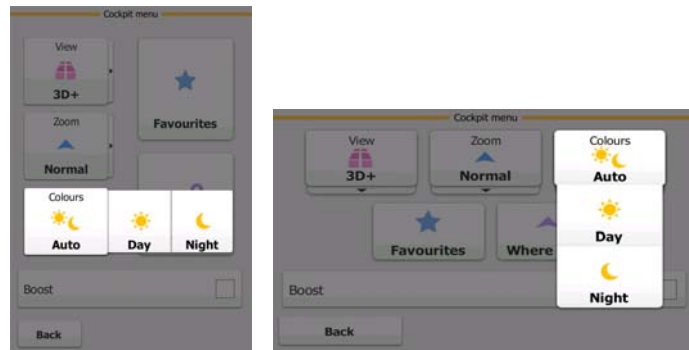 Cockpit menu
View
3D+
Zoom
Normal
Favourites
Colours
Auto
Day
Night
Boost
Back
Cockpit menu
View
3D+
Zoom
Normal
Colours
Auto
Day
Night
Favourites
Where
Boost
Back